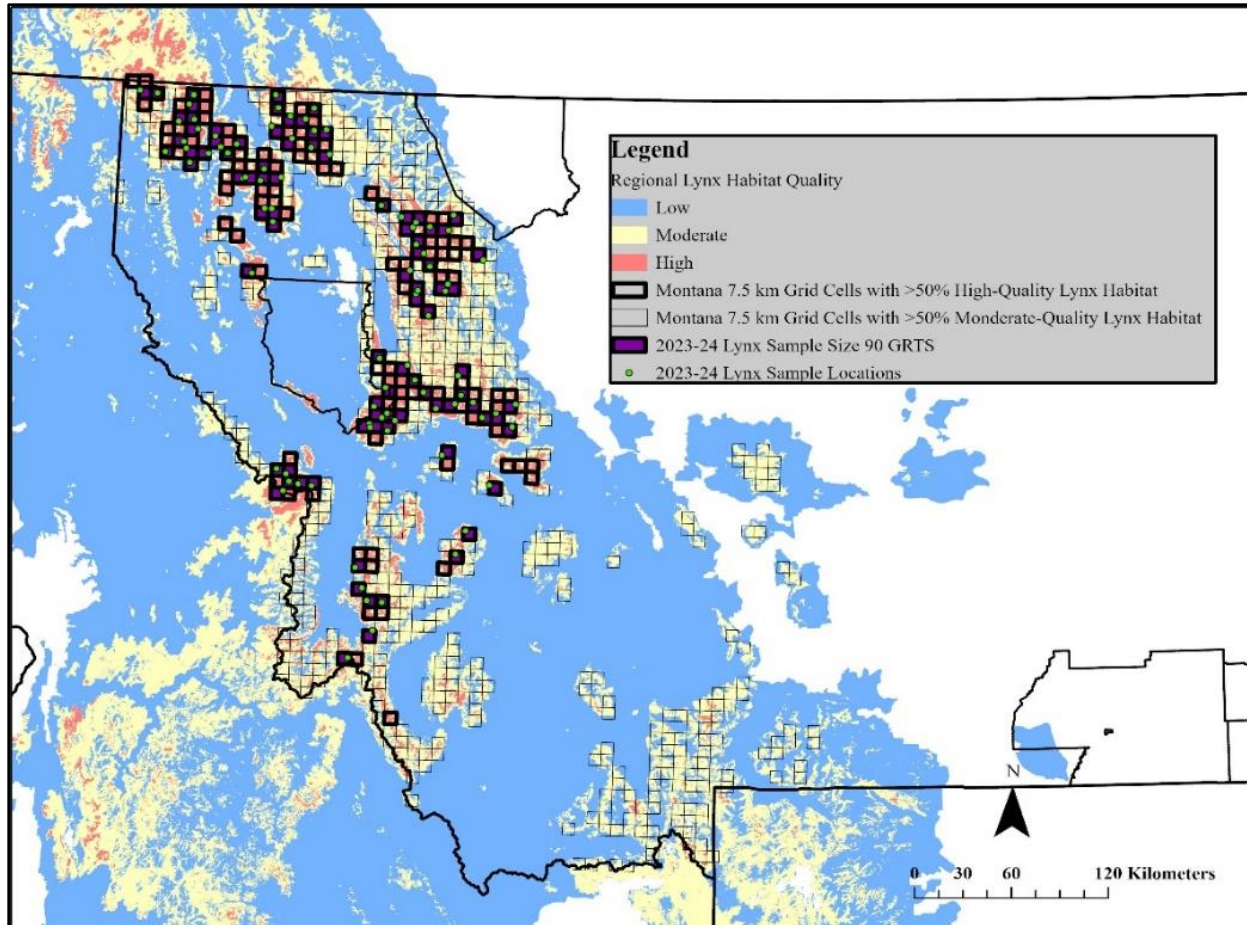 Legend
Regional Lynx Habitat Quality
Low
Moderate
High
Montana 7.5 km Grid Cells with >50% High-Quality Lynx Habitat
Montana 7.5 km Grid Cells with >50% Monderate-Quality Lynx Habitat
2023-24 Lynx Sample Size 90 GRTS
2023-24 Lynx Sample Locations
N
0 30 60 120 Kilometers